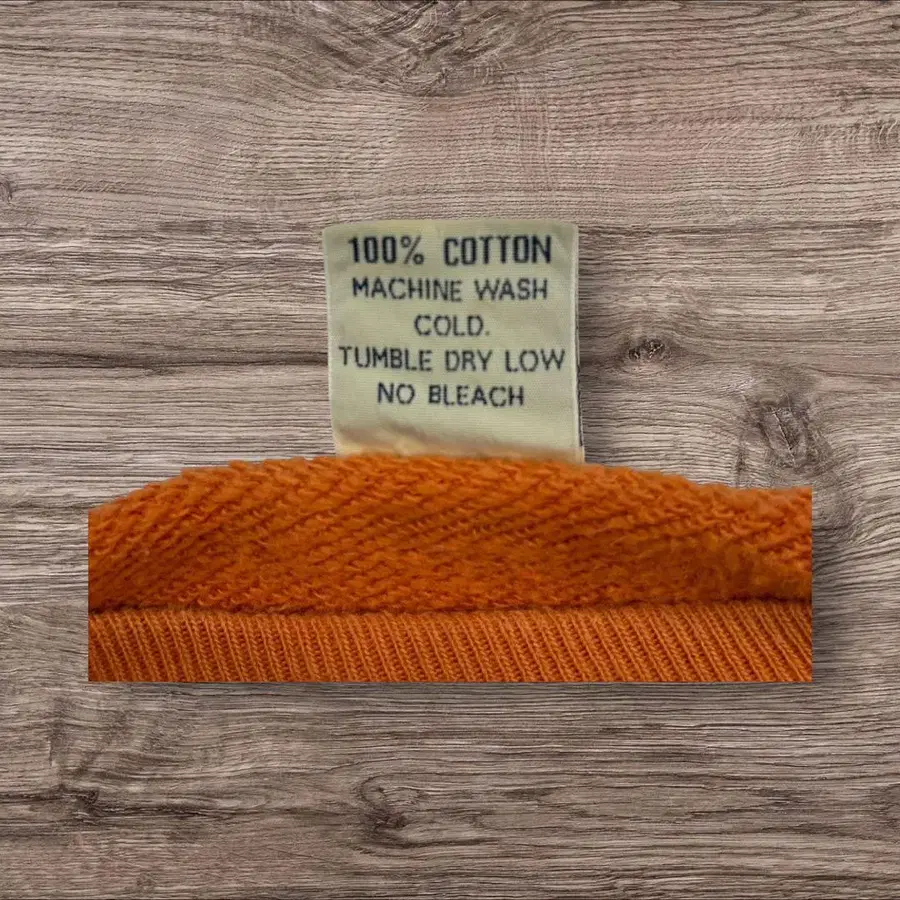 100% COTTON
MACHINE WASH
COLD.
TUMBLE DRY LOW
NO BLEACH